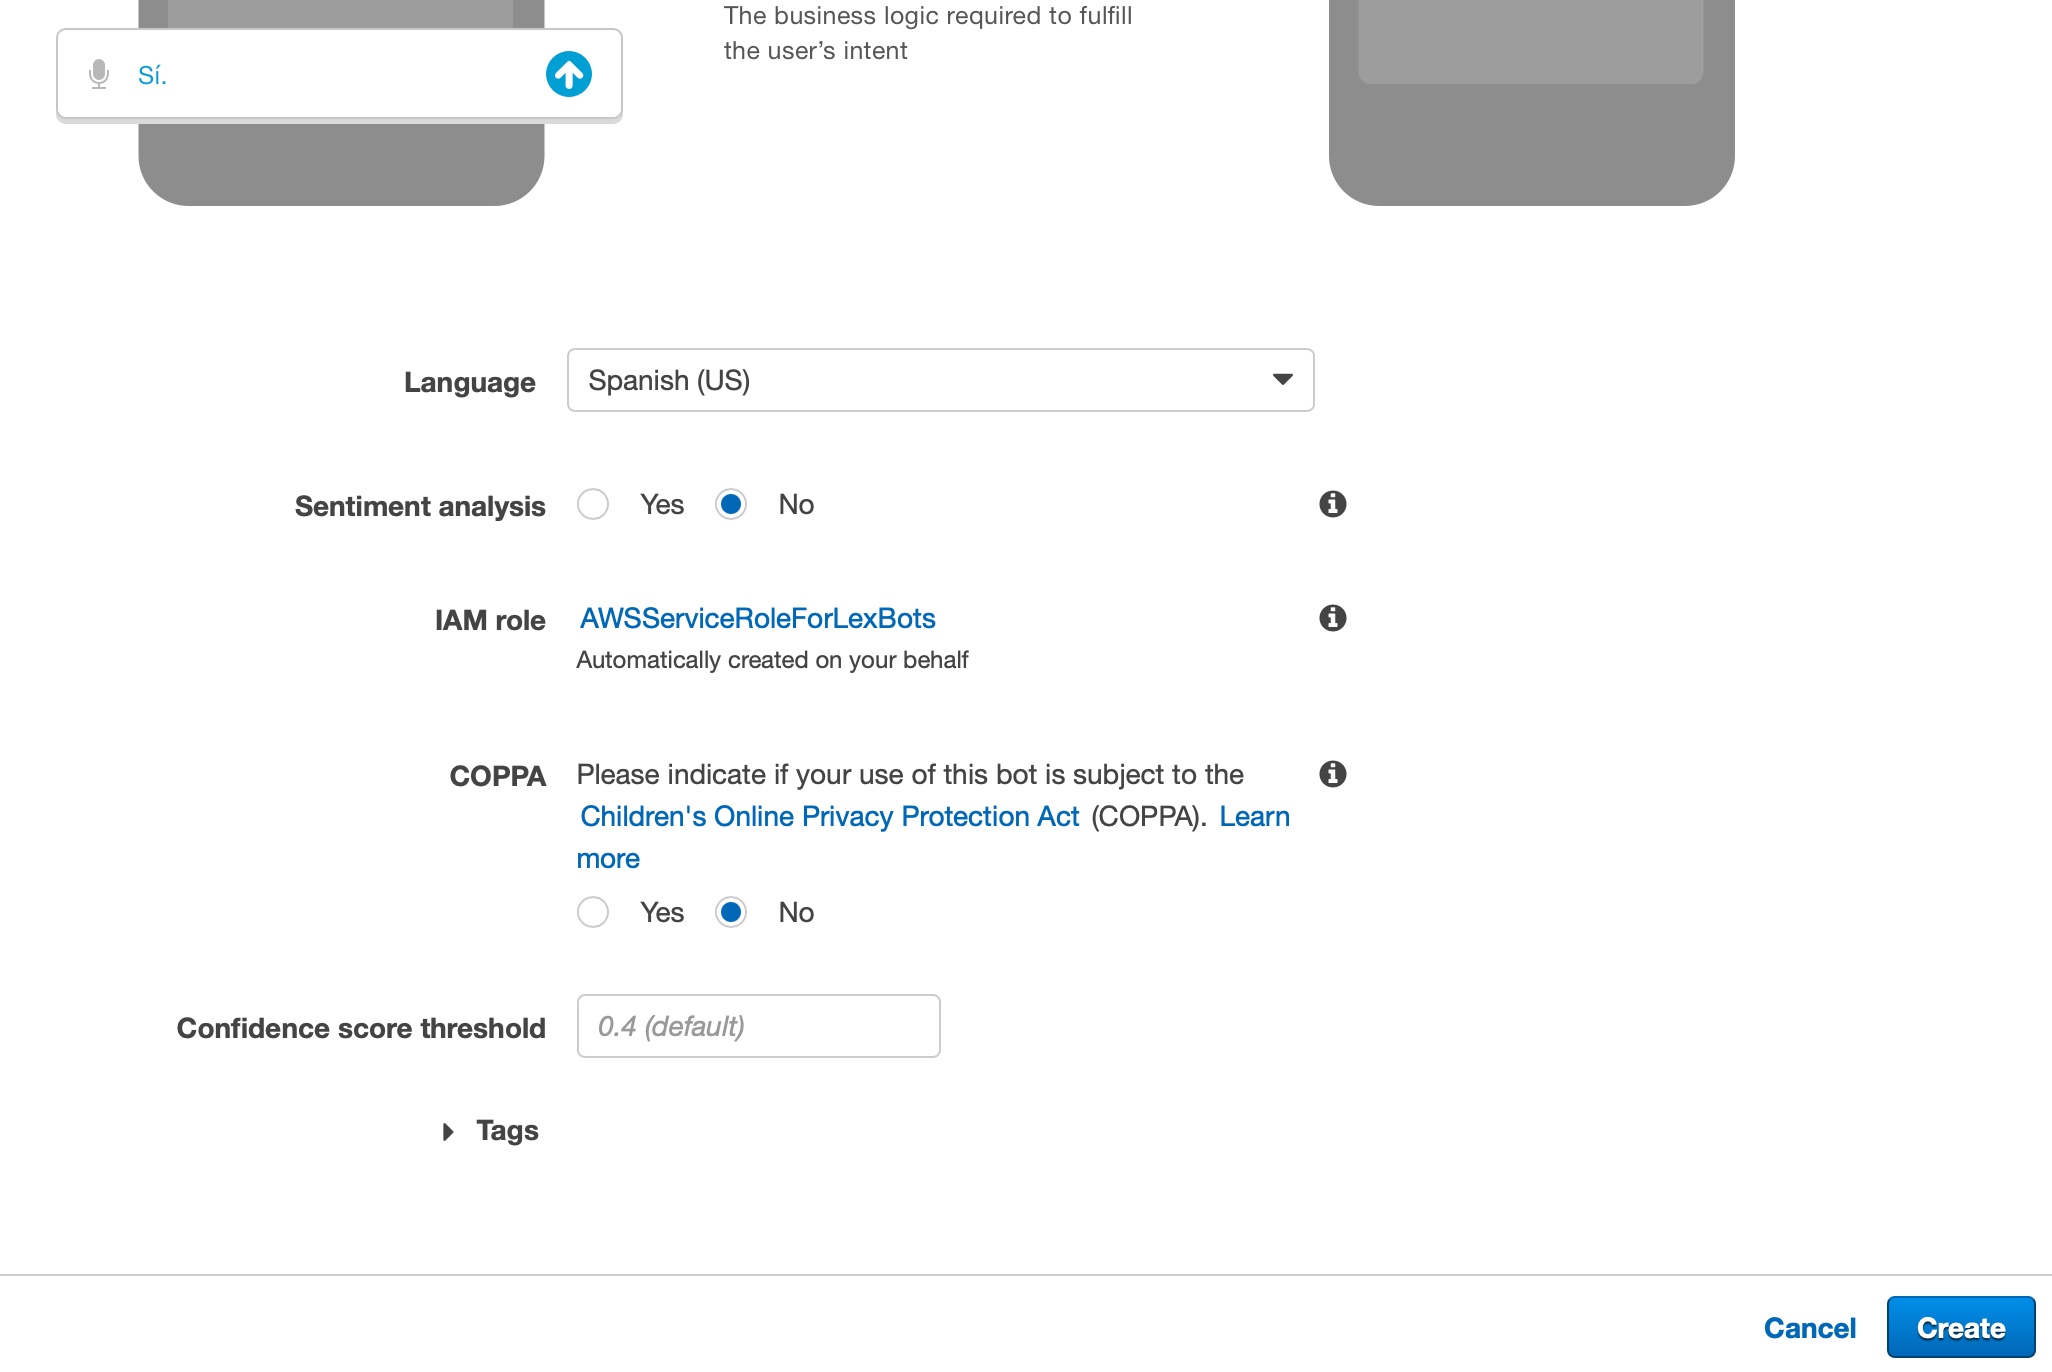 The business logic required to fulfill
the user’s intent
Sí.
Language Spanish (US)
Sentiment analysis Yes No
IAM role AWSServiceRoleForLexBots
Automatically created on your behalf
COPPA Please indicate if your use of this bot is subject to the
Children's Online Privacy Protection Act (COPPA). Learn
more
Yes No
Confidence score threshold 0.4 (default)
Tags
Cancel Create